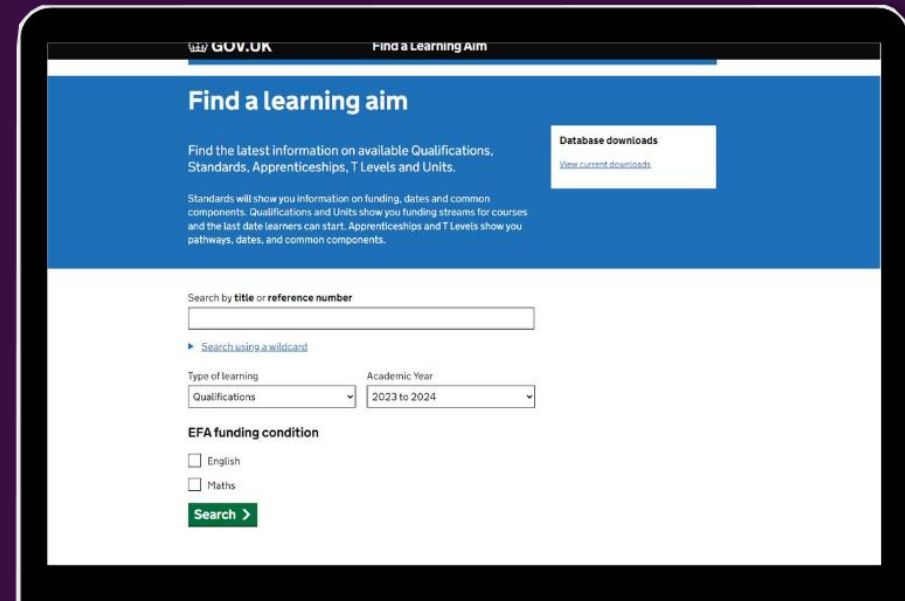 GOV.UK Find a Learning Aim
Find a learning aim
Find the latest information on available Qualifications,
Standards, Apprenticeships, T Levels and Units.
Standards will show you information on funding, dates and common
components. Qualifications and Units show you funding streams for courses
and the last date learners can start. Apprenticeships and T Levels show you
pathways, dates, and common components.
Database downloads
View current downloads
Search by title or reference number
Search using a wildcard
Type of learning Academic Year
Qualifications 2023 to 2024
EFA funding condition
English
Maths
Search